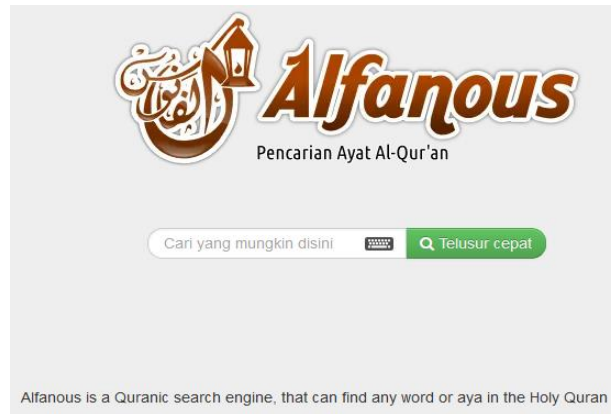 الفانوس
Alfanous
Pencarian Ayat Al-Qur'an
Cari yang mungkin disini
Telusur cepat
Alfanous is a Quranic search engine, that can find any word or aya in the Holy Quran